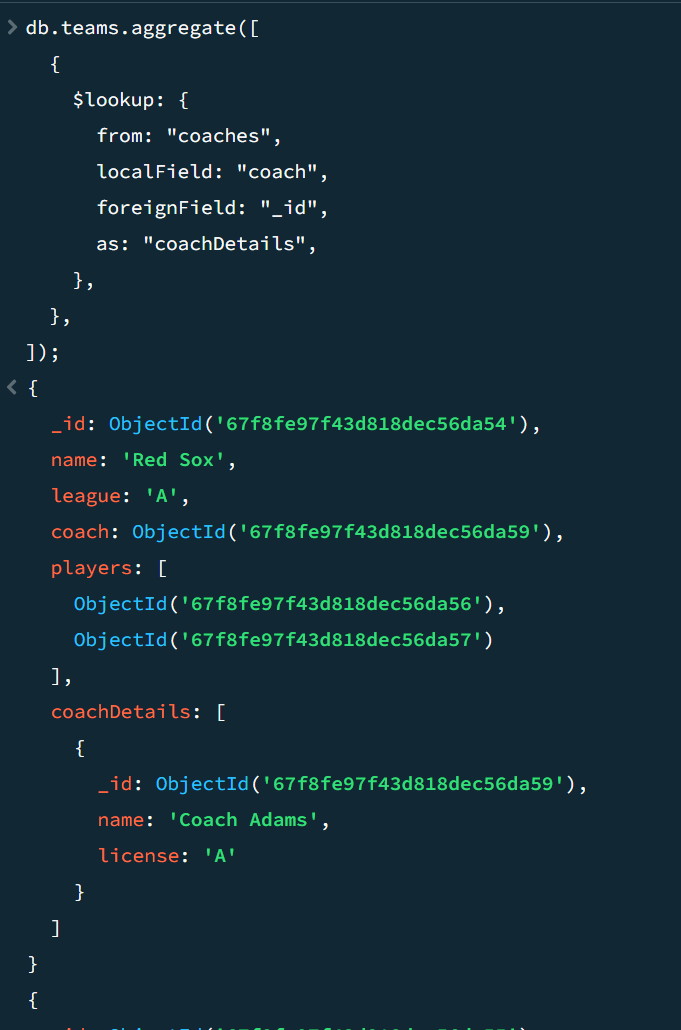 > db.teams.aggregate([
{
$lookup: {
from: "coaches",
localField: "coach",
foreignField: "_id",
as: "coachDetails",
},
},
]);
< {
_id: ObjectId('67f8fe97f43d818dec56da54'),
name: 'Red Sox',
league: 'A',
coach: ObjectId('67f8fe97f43d818dec56da59'),
players: [
ObjectId('67f8fe97f43d818dec56da56'),
ObjectId('67f8fe97f43d818dec56da57')
],
coachDetails: [
{
_id: ObjectId('67f8fe97f43d818dec56da59'),
name: 'Coach Adams',
license: 'A'
}
]
}
{